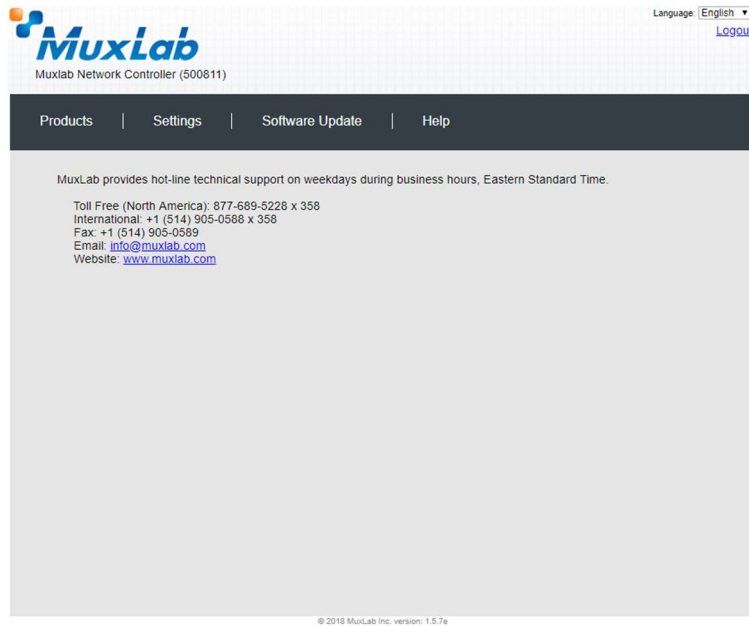 Language: English
Logou
MuxLab
Muxlab Network Controller (500811)
Products | Settings | Software Update | Help
MuxLab provides hot-line technical support on weekdays during business hours, Eastern Standard Time.
Toll Free (North America): 877-689-5228 x 358
International: +1 (514) 905-0588 x 358
Fax: +1 (514) 905-0589
Email: info@muxlab.com
Website: www.muxlab.com
© 2018 MuxLab Inc. version: 1.5.7e